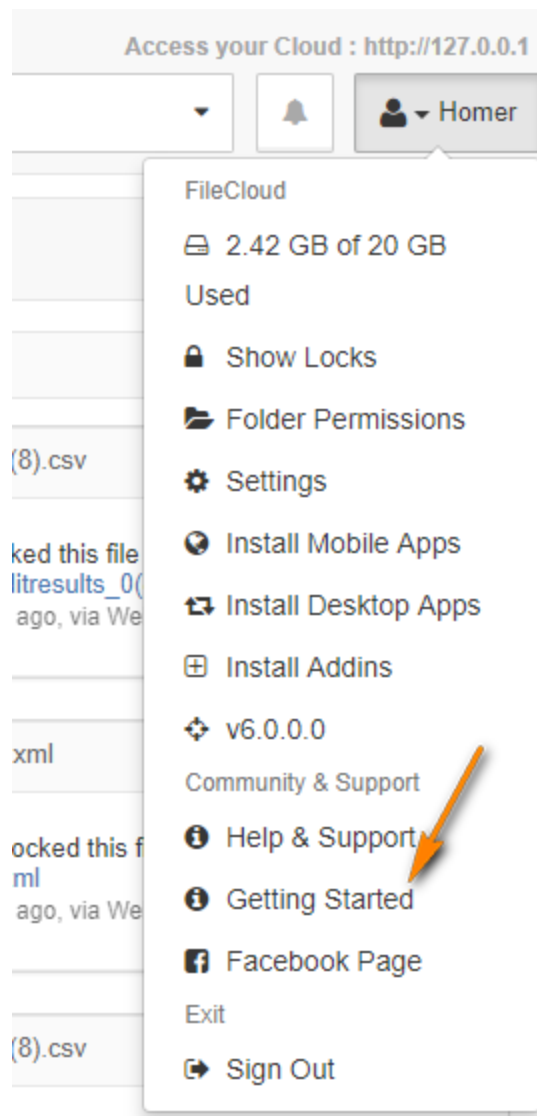 Access your Cloud : http://127.0.0.1
Homer
FileCloud
2.42 GB of 20 GB
Used
Show Locks
Folder Permissions
(8).csv
Settings
Install Mobile Apps
ked this file
litresults_0(
Install Desktop Apps
ago, via We
Install Addins
v6.0.0.0
xml
Community & Support
Help & Support
ocked this f
ml
Getting Started
ago, via We
Facebook Page
Exit
(8).csv
Sign Out